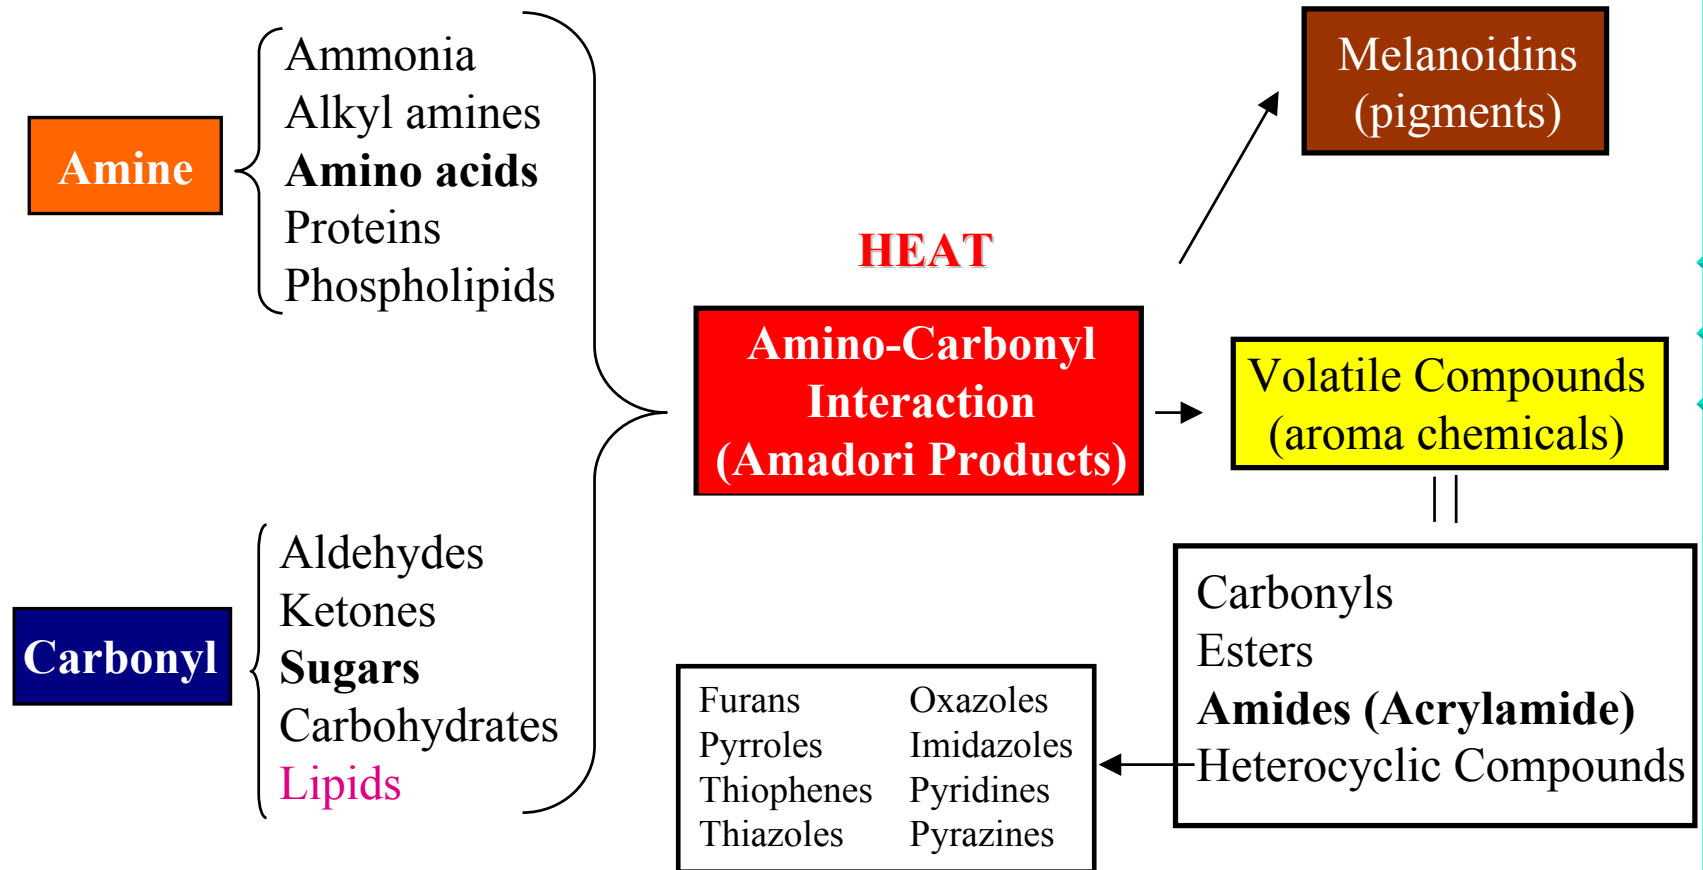 Amine
Ammonia
Alkyl amines
Amino acids
Proteins
Phospholipids
Carbonyl
Aldehydes
Ketones
Sugars
Carbohydrates
Lipids
HEAT
Amino-Carbonyl
Interaction
(Amadori Products)
Melanoidins
(pigments)
Volatile Compounds
(aroma chemicals)
Carbonyls
Esters
Amides (Acrylamide)
Heterocyclic Compounds
Furans Oxazoles
Pyrroles Imidazoles
Thiophenes Pyridines
Thiazoles Pyrazines